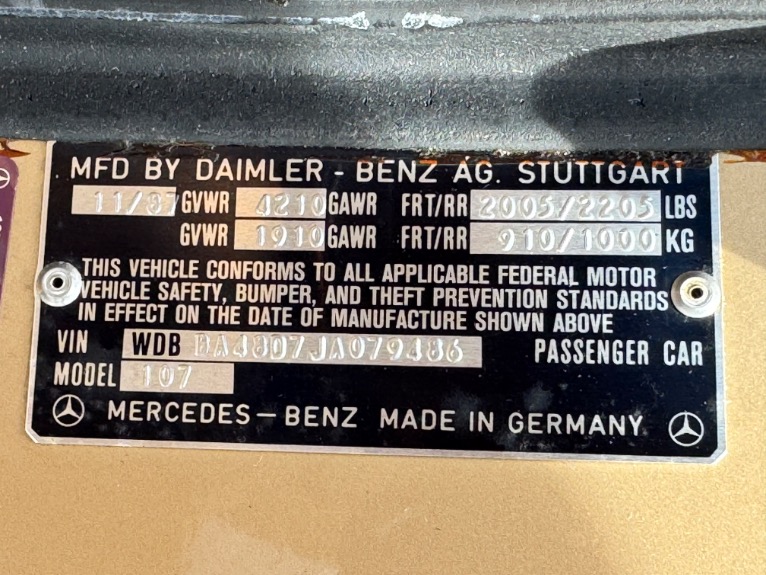 MFD BY DAIMLER - BENZ AG. STUTTGART
11/87 GVWR 4210 GAWR FRT/RR 2005/2205 LBS
GVWR 1910 GAWR FRT/RR 910/1000 KG
THIS VEHICLE CONFORMS TO ALL APPLICABLE FEDERAL MOTOR
VEHICLE SAFETY, BUMPER, AND THEFT PREVENTION STANDARDS
IN EFFECT ON THE DATE OF MANUFACTURE SHOWN ABOVE
VIN WDB BA48D7JA079486 PASSENGER CAR
MODEL 107
MERCEDES - BENZ MADE IN GERMANY